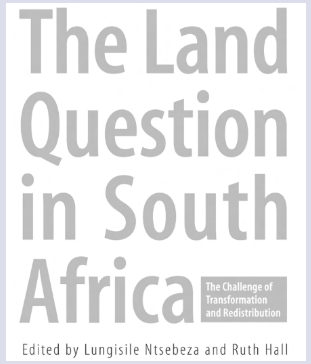 The Land
Question
in South
Africa
The Challenge of
Transformation
and Redistribution
Edited by Lungisile Ntsebeza and Ruth Hall